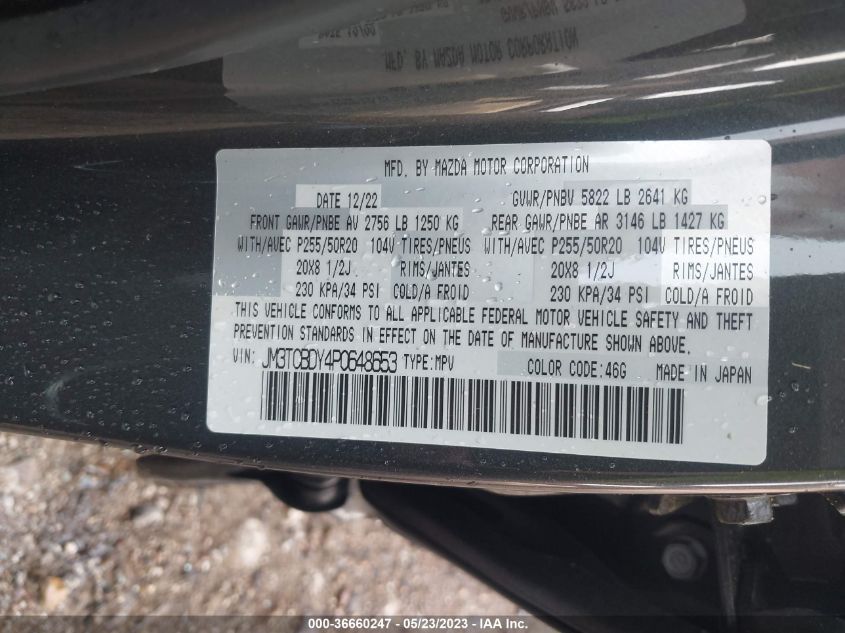 MFD. BY MAZDA MOTOR CORPORATION
DATE 12/22 GVWR/PNBV 5822 LB 2641 KG
FRONT GAWR/PNBE AV 2756 LB 1250 KG REAR GAWR/PNBE AR 3146 LB 1427 KG
WITH/AVEC P255/50R20 104V TIRES/PNEUS WITH/AVEC P255/50R20 104V TIRES/PNEUS
20X8 1/2J RIMS/JANTES 20X8 1/2J RIMS/JANTES
230 KPA/34 PSI COLD/A FROID 230 KPA/34 PSI COLD/A FROID
THIS VEHICLE CONFORMS TO ALL APPLICABLE FEDERAL MOTOR VEHICLE SAFETY AND THEFT
PREVENTION STANDARDS IN EFFECT ON THE DATE OF MANUFACTURE SHOWN ABOVE.
VIN: JM3TCBDY4P0648653 TYPE:MPV COLOR CODE:46G MADE IN JAPAN
000-36660247 - 05/23/2023 - IAA Inc.